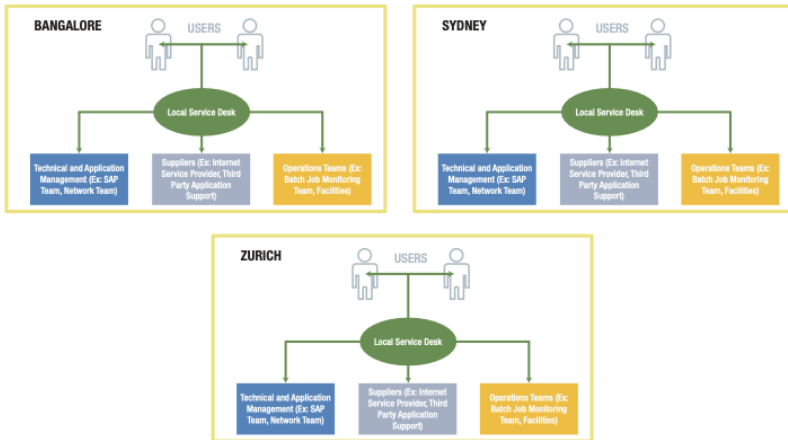 BANGALORE
USERS
Local Service Desk
Technical and Application
Management (Ex: SAP
Team, Network Team)
Suppliers (Ex: Internet
Service Provider, Third
Party Application
Support)
Operations Teams (Ex:
Batch Job Monitoring
Team, Facilities)
SYDNEY
USERS
Local Service Desk
Technical and Application
Management (Ex: SAP
Team, Network Team)
Suppliers (Ex: Internet
Service Provider, Third
Party Application
Support)
Operations Teams (Ex:
Batch Job Monitoring
Team, Facilities)
ZURICH
USERS
Local Service Desk
Technical and Application
Management (Ex: SAP
Team, Network Team)
Suppliers (Ex: Internet
Service Provider, Third
Party Application
Support)
Operations Teams (Ex:
Batch Job Monitoring
Team, Facilities)